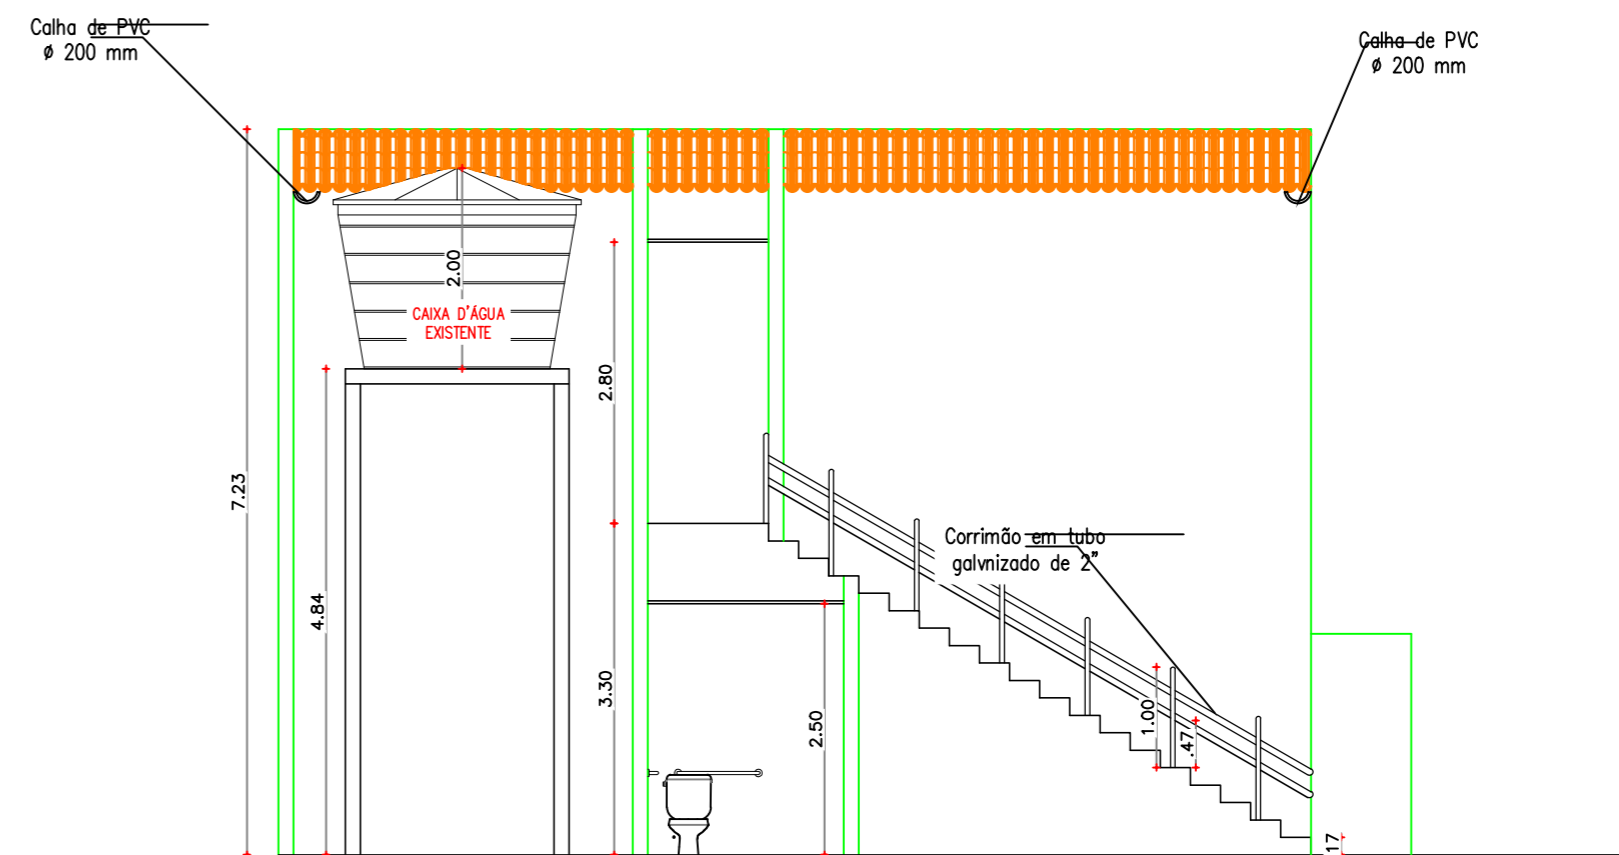 Calha de PVC
ø 200 mm
Calha de PVC
ø 200 mm
2.00
CAIXA D'ÁGUA
EXISTENTE
2.80
7.23
Corrimão em tubo
galvnizado de 2"
4.84
3.30
2.50
1.00
.47
17